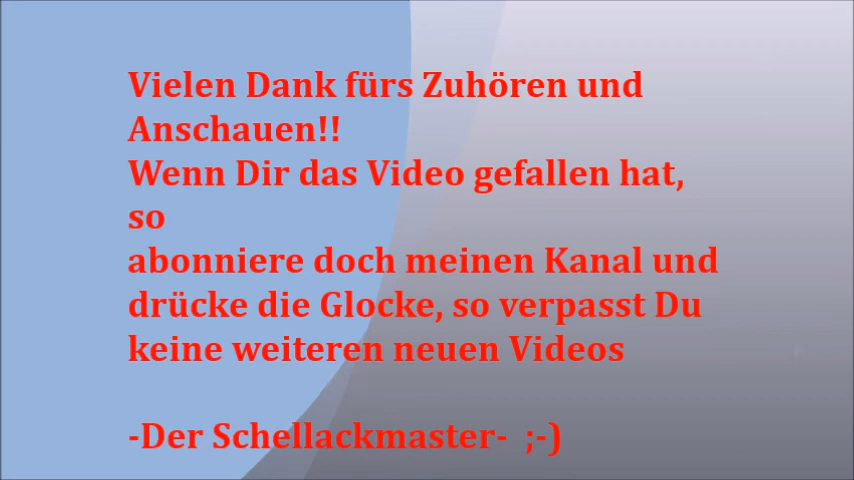 Vielen Dank fürs Zuhören und
Anschauen!!
Wenn Dir das Video gefallen hat,
so
abonniere doch meinen Kanal und
drücke die Glocke, so verpasst Du
keine weiteren neuen Videos
-Der Schellackmaster- ;-)